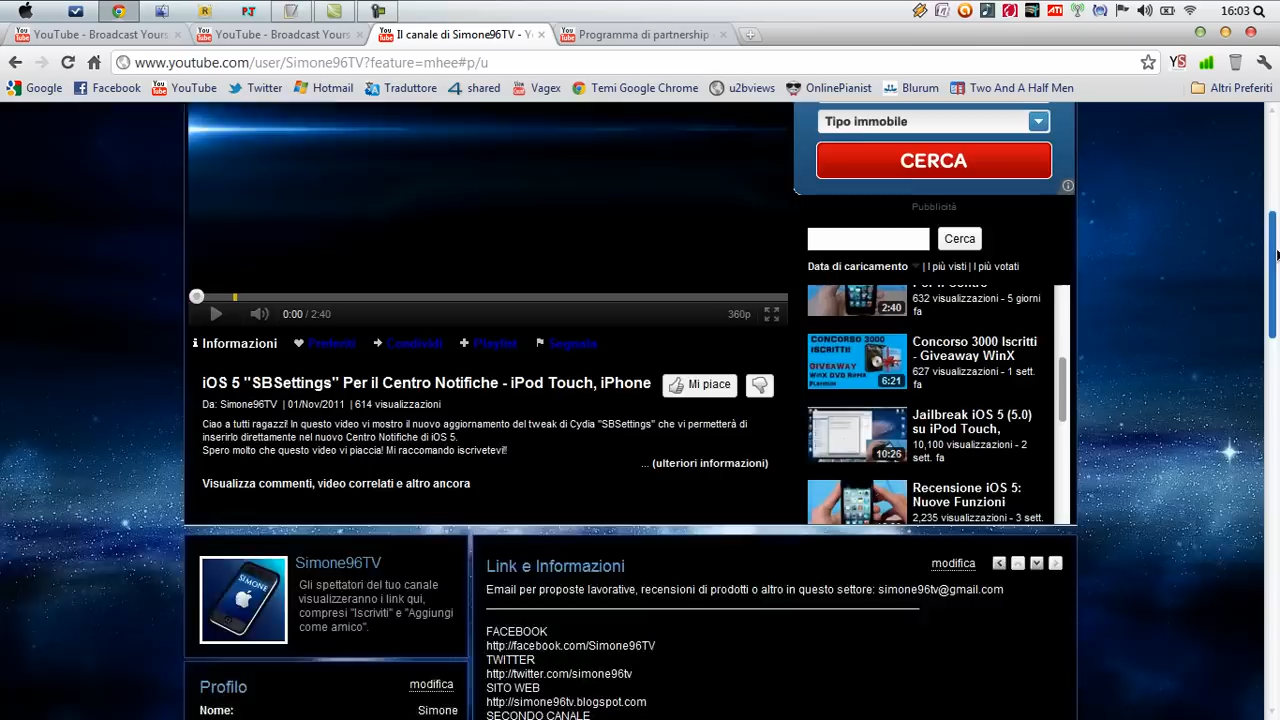 16:03
YouTube - Broadcast Yours
YouTube - Broadcast Yours
Il canale di Simone96TV - Y
Programma di partnership
www.youtube.com/user/Simone96TV?feature=mhee#p/u
Google
Facebook
YouTube
Twitter
Hotmail
Traduttore
shared
Vagex
Temi Google Chrome
u2bviews
OnlinePianist
Blurum
Two And A Half Men
Altri Preferiti
Tipo immobile
CERCA
Pubblicità
Cerca
Data di caricamento | I più visti | I più votati
632 visualizzazioni - 5 giorni
fa
2:40
CONCORSO 3000
ISCRITTI!
6:21
Concorso 3000 Iscritti
- Giveaway WinX
627 visualizzazioni - 1 sett.
fa
Jailbreak iOS 5 (5.0)
su iPod Touch,
10,100 visualizzazioni - 2
sett. fa
10:26
Recensione iOS 5:
Nuove Funzioni
2,235 visualizzazioni - 3 sett.
0:00 / 2:40
360p
Informazioni
Preferiti
Condividi
Playlist
Segnala
iOS 5 "SBSettings" Per il Centro Notifiche - iPod Touch, iPhone
Mi piace
Da: Simone96TV | 01/Nov/2011 | 614 visualizzazioni
Ciao a tutti ragazzi! In questo video vi mostro il nuovo aggiornamento del tweak di Cydia "SBSettings" che vi permetterà di
inserirlo direttamente nel nuovo Centro Notifiche di iOS 5.
Spero molto che questo video vi piaccia! Mi raccomando iscrivetevi!
... (ulteriori informazioni)
Visualizza commenti, video correlati e altro ancora
SIMONE
Simone96TV
Gli spettatori del tuo canale
visualizzeranno i link qui,
compresi "Iscriviti" e "Aggiungi
come amico".
Profilo
modifica
Nome:
Simone
Link e Informazioni
modifica
Email per proposte lavorative, recensioni di prodotti o altro in questo settore: simone96tv@gmail.com
FACEBOOK
http://facebook.com/Simone96TV
TWITTER
http://twitter.com/simone96tv
SITO WEB
http://simone96tv.blogspot.com
SECONDO CANALE